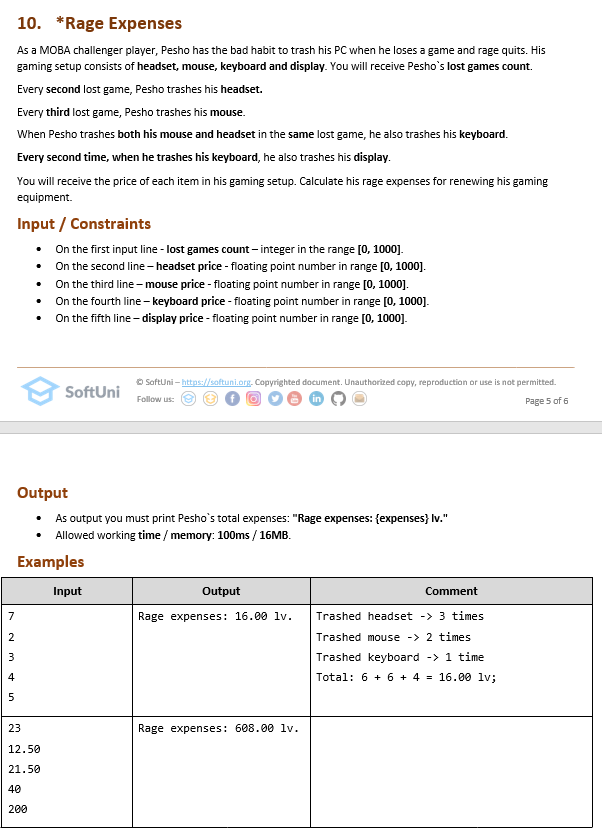 10. *Rage Expenses
As a MOBA challenger player, Pesho has the bad habit to trash his PC when he loses a game and rage quits. His
gaming setup consists of headset, mouse, keyboard and display. You will receive Pesho`s lost games count.
Every second lost game, Pesho trashes his headset.
Every third lost game, Pesho trashes his mouse.
When Pesho trashes both his mouse and headset in the same lost game, he also trashes his keyboard.
Every second time, when he trashes his keyboard, he also trashes his display.
You will receive the price of each item in his gaming setup. Calculate his rage expenses for renewing his gaming
equipment.
Input / Constraints
• On the first input line - lost games count – integer in the range [0, 1000].
• On the second line – headset price - floating point number in range [0, 1000].
• On the third line – mouse price - floating point number in range [0, 1000].
• On the fourth line – keyboard price - floating point number in range [0, 1000].
• On the fifth line – display price - floating point number in range [0, 1000].
SoftUni
© SoftUni – https://softuni.org. Copyrighted document. Unauthorized copy, reproduction or use is not permitted.
Follow us:
Page 5 of 6
Output
• As output you must print Pesho`s total expenses: "Rage expenses: {expenses} lv."
• Allowed working time / memory: 100ms / 16MB.
Examples
Input Output Comment
7 Rage expenses: 16.00 lv. Trashed headset -> 3 times
2 Trashed mouse -> 2 times
3 Trashed keyboard -> 1 time
4 Total: 6 + 6 + 4 = 16.00 lv;
5
23 Rage expenses: 608.00 lv.
12.50
21.50
40
200